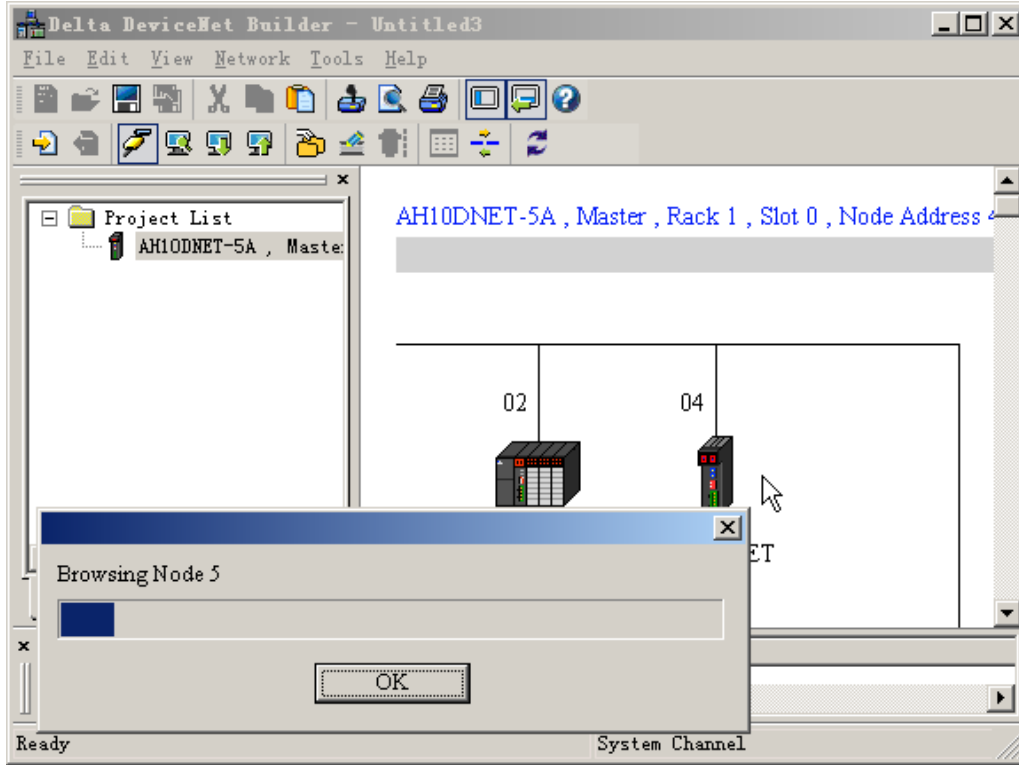 Delta DeviceNet Builder - Untitled3
File Edit View Network Tools Help
Project List
AH10DNET-5A , Master
AH10DNET-5A , Master , Rack 1 , Slot 0 , Node Address
02
04
ET
Browsing Node 5
OK
Ready
System Channel